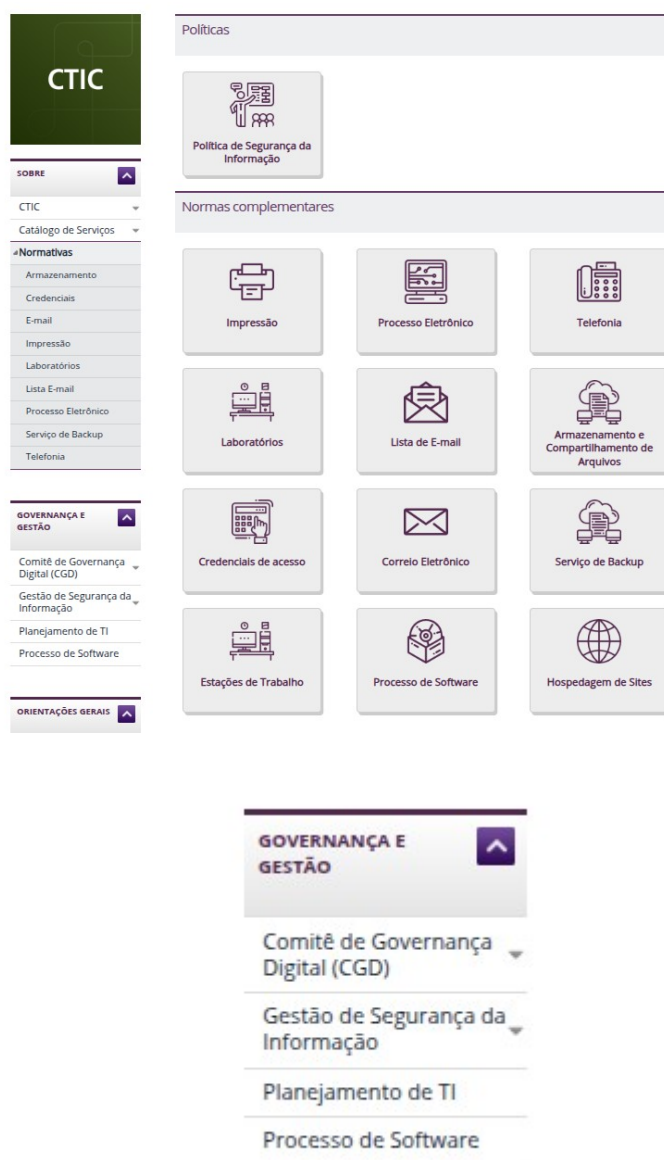 CTIC
SOBRE
CTIC
Catálogo de Serviços
Normativas
Armazenamento
Credenciais
E-mail
Impressão
Laboratórios
Lista E-mail
Processo Eletrônico
Serviço de Backup
Telefonia
GOVERNANÇA E
GESTÃO
Comitê de Governança
Digital (CGD)
Gestão de Segurança da
Informação
Planejamento de TI
Processo de Software
ORIENTAÇÕES GERAIS
Políticas
Política de Segurança da
Informação
Normas complementares
Impressão
Processo Eletrônico
Telefonia
Laboratórios
Lista de E-mail
Armazenamento e
Compartilhamento de
Arquivos
Credenciais de acesso
Correio Eletrônico
Serviço de Backup
Estações de Trabalho
Processo de Software
Hospedagem de Sites
GOVERNANÇA E
GESTÃO
Comitê de Governança
Digital (CGD)
Gestão de Segurança da
Informação
Planejamento de TI
Processo de Software